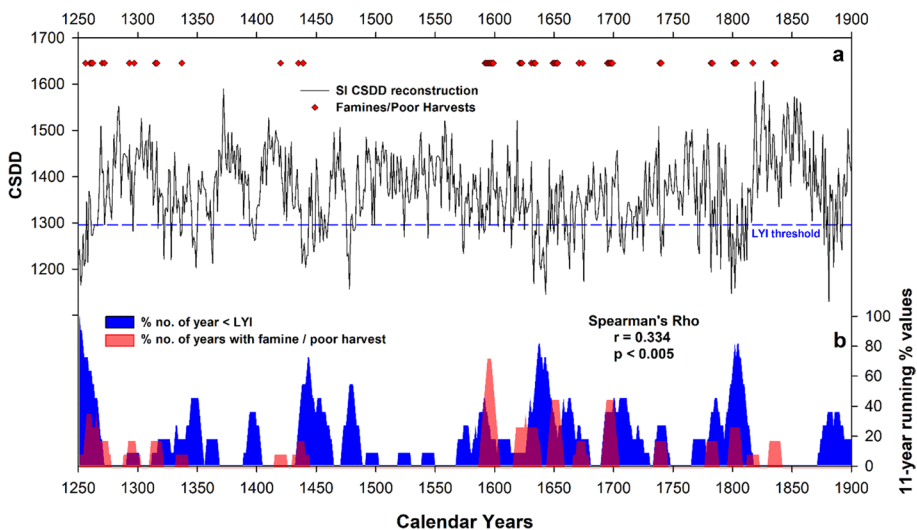 1250 1300 1350 1400 1450 1500 1550 1600 1650 1700 1750 1800 1850 1900
1700
1600
1500
1400
1300
1200
CSDD
a
SI CSDD reconstruction
Famines/Poor Harvests
LYI threshold
% no. of year < LYI
% no. of years with famine / poor harvest
Spearman's Rho
r = 0.334
p < 0.005
b
100
80
60
40
20
0
11-year running % values
1250 1300 1350 1400 1450 1500 1550 1600 1650 1700 1750 1800 1850 1900
Calendar Years